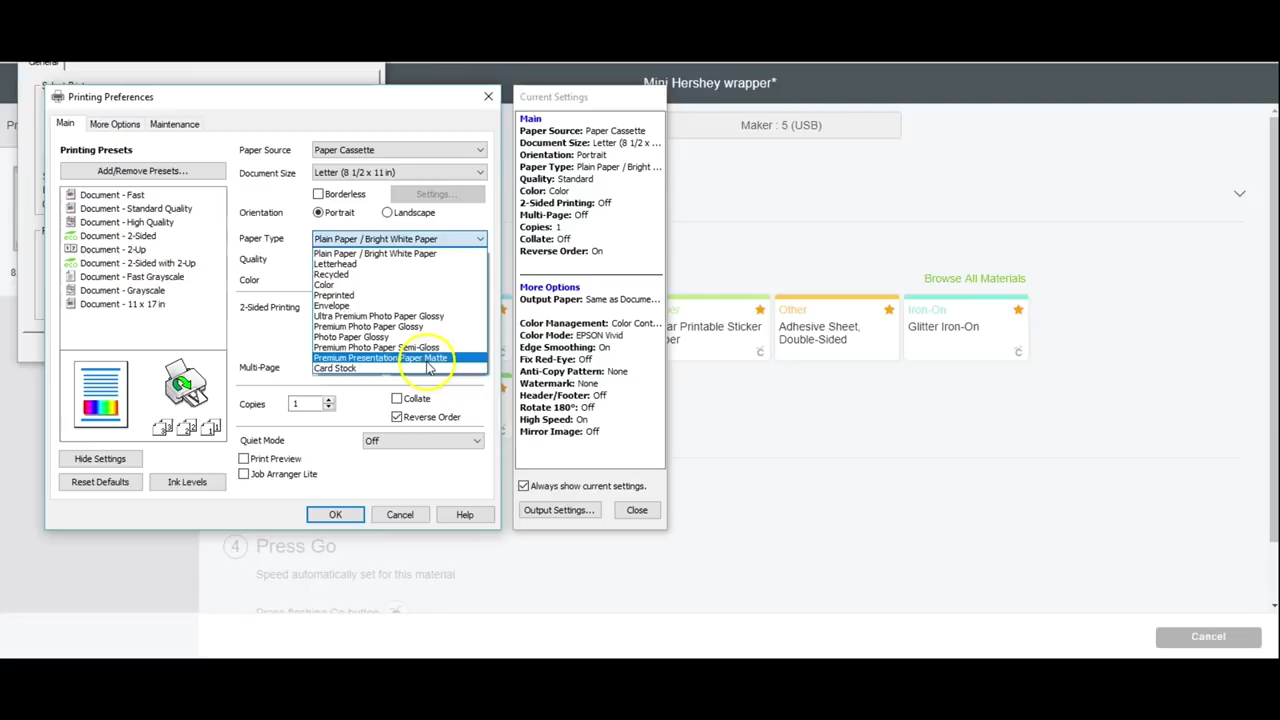 General
Mini Hershey wrapper*
Printing Preferences
Main
More Options
Maintenance
Printing Presets
Add/Remove Presets...
Document - Fast
Document - Standard Quality
Document - High Quality
Document - 2-Sided
Document - 2-Up
Document - 2-Sided with 2-Up
Document - Fast Grayscale
Document - Grayscale
Document - 11 x 17 in
Hide Settings
Reset Defaults
Ink Levels
Paper Source
Paper Cassette
Document Size
Letter (8 1/2 x 11 in)
Borderless
Settings...
Orientation
Portrait
Landscape
Paper Type
Plain Paper / Bright White Paper
Quality
Color
2-Sided Printing
Plain Paper / Bright White Paper
Letterhead
Recycled
Color
Preprinted
Envelope
Ultra Premium Photo Paper Glossy
Premium Photo Paper Glossy
Photo Paper Glossy
Premium Photo Paper Semi-Gloss
Premium Presentation Paper Matte
Card Stock
Multi-Page
Copies
1
Collate
Reverse Order
Quiet Mode
Off
Print Preview
Job Arranger Lite
OK
Cancel
Help
Current Settings
Main
Paper Source: Paper Cassette
Document Size: Letter (8 1/2 x ...
Orientation: Portrait
Paper Type: Plain Paper / Bright ...
Quality: Standard
Color: Color
2-Sided Printing: Off
Multi-Page: Off
Copies: 1
Collate: Off
Reverse Order: On
More Options
Output Paper: Same as Docume...
Color Management: Color Cont...
Color Mode: EPSON Vivid
Edge Smoothing: On
Fix Red-Eye: Off
Anti-Copy Pattern: None
Watermark: None
Header/Footer: Off
Rotate 180°: Off
High Speed: On
Mirror Image: Off
Always show current settings.
Output Settings...
Close
Maker : 5 (USB)
Browse All Materials
ar Printable Sticker
Other
Adhesive Sheet,
Double-Sided
Iron-On
Glitter Iron-On
4
Press Go
Speed automatically set for this material
Press flashing Go button
Cancel